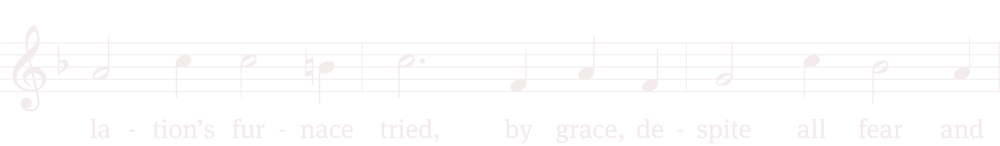 la - tion's fur - nace tried, by grace, de - spite all fear and